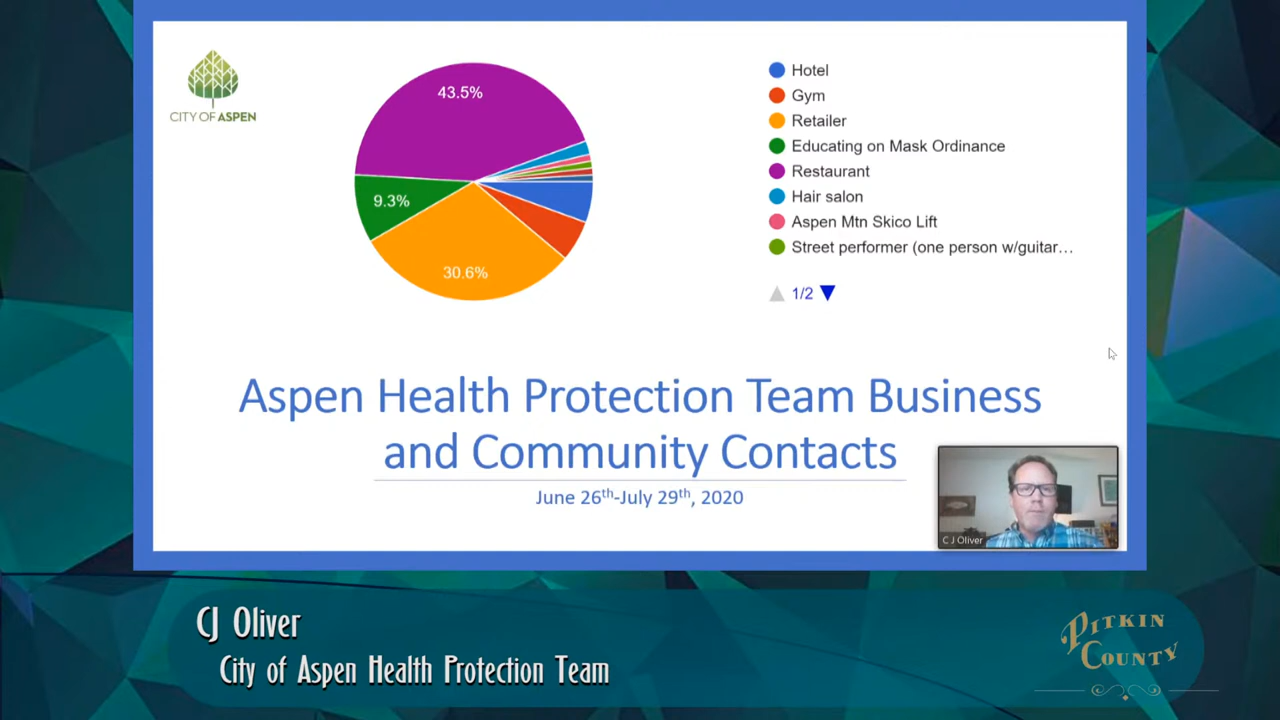 CITY OF ASPEN
43.5%
9.3%
30.6%
Hotel
Gym
Retailer
Educating on Mask Ordinance
Restaurant
Hair salon
Aspen Mtn Skico Lift
Street performer (one person w/guitar…
1/2
Aspen Health Protection Team Business
and Community Contacts
June 26th-July 29th, 2020
C J Oliver
CJ Oliver
City of Aspen Health Protection Team
PITKIN
COUNTY